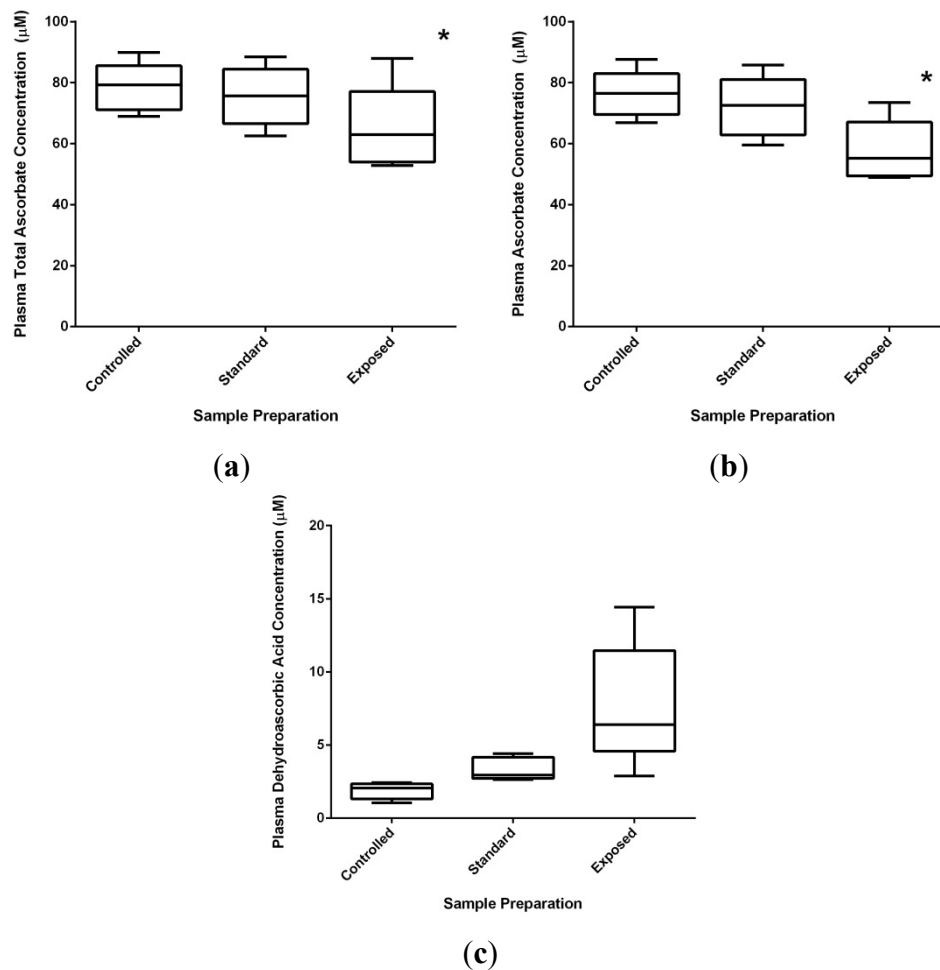 Plasma Total Ascorbate Concentration (μM)
100
80
60
40
20
0
*
Controlled
Standard
Exposed
Sample Preparation
(a)
Plasma Ascorbate Concentration (μM)
100
80
60
40
20
0
*
Controlled
Standard
Exposed
Sample Preparation
(b)
Plasma Dehydroascorbic Acid Concentration (μM)
20
15
10
5
0
Controlled
Standard
Exposed
Sample Preparation
(c)